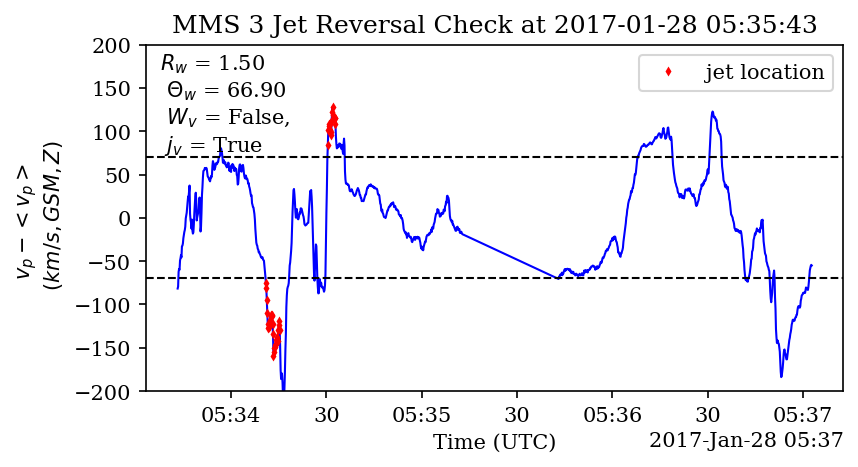 MMS 3 Jet Reversal Check at 2017-01-28 05:35:43
200
150
100
50
0
−50
−100
−150
−200
v_p − < v_p >
(km/s, GSM, Z)
R_w = 1.50
Θ_w = 66.90
W_v = False,
j_v = True
jet location
05:34 30 05:35 30 05:36 30 05:37
Time (UTC)
2017-Jan-28 05:37